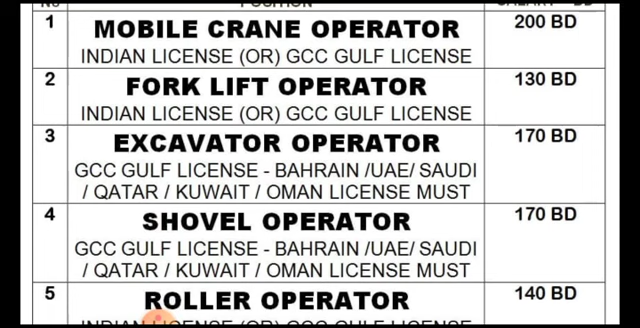 1
MOBILE CRANE OPERATOR
200 BD
INDIAN LICENSE (OR) GCC GULF LICENSE
2
FORK LIFT OPERATOR
130 BD
INDIAN LICENSE (OR) GCC GULF LICENSE
3
EXCAVATOR OPERATOR
170 BD
GCC GULF LICENSE - BAHRAIN /UAE/ SAUDI
/ QATAR / KUWAIT / OMAN LICENSE MUST
4
SHOVEL OPERATOR
170 BD
GCC GULF LICENSE - BAHRAIN /UAE/ SAUDI
/ QATAR / KUWAIT / OMAN LICENSE MUST
5
ROLLER OPERATOR
140 BD